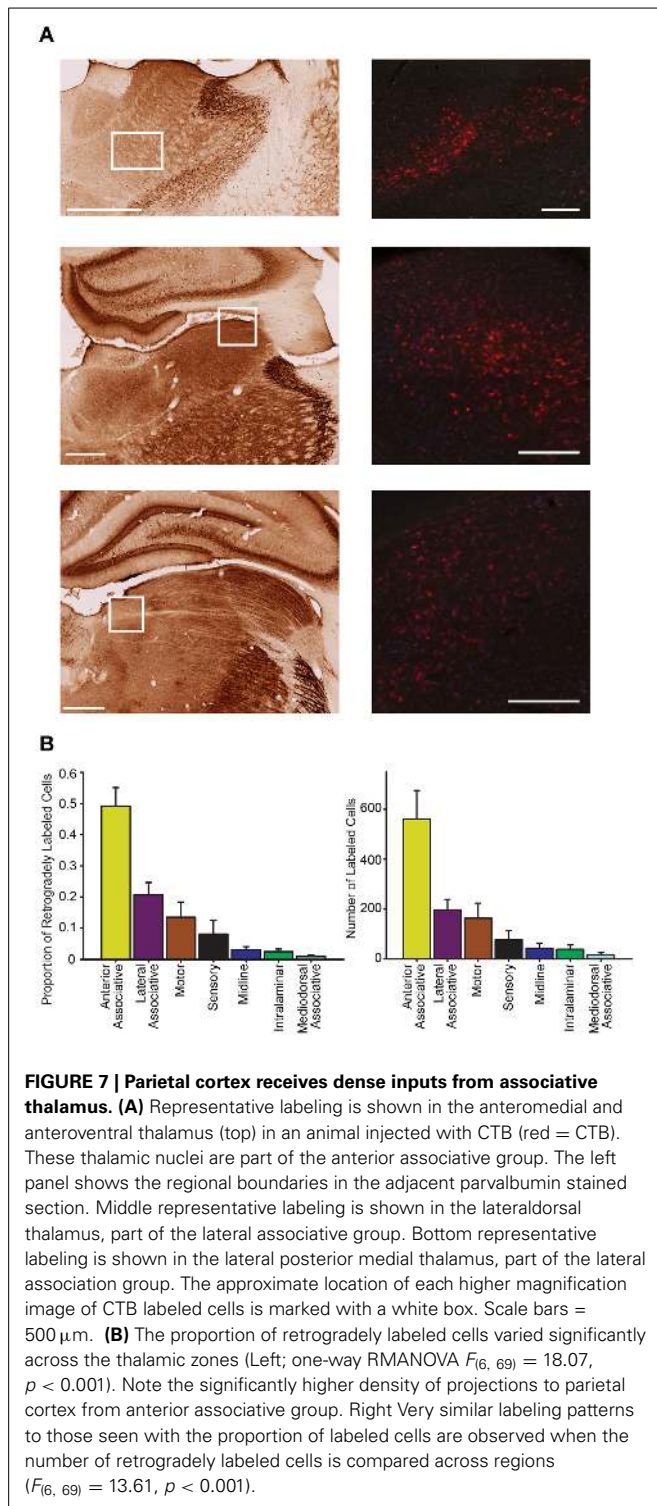 A
B
0.6
0.5
0.4
0.3
0.2
0.1
0
Proportion of Retrogradely Labeled Cells
Anterior
Associative
Lateral
Associative
Motor
Sensory
Midline
Intralaminar
Mediodorsal
Associative
600
400
200
0
Number of Labeled Cells
Anterior
Associative
Lateral
Associative
Motor
Sensory
Midline
Intralaminar
Mediodorsal
Associative
FIGURE 7 | Parietal cortex receives dense inputs from associative
thalamus. (A) Representative labeling is shown in the anteromedial and
anteroventral thalamus (top) in an animal injected with CTB (red = CTB).
These thalamic nuclei are part of the anterior associative group. The left
panel shows the regional boundaries in the adjacent parvalbumin stained
section. Middle representative labeling is shown in the lateraldorsal
thalamus, part of the lateral associative group. Bottom representative
labeling is shown in the lateral posterior medial thalamus, part of the lateral
association group. The approximate location of each higher magnification
image of CTB labeled cells is marked with a white box. Scale bars =
500 μm. (B) The proportion of retrogradely labeled cells varied significantly
across the thalamic zones (Left; one-way RMANOVA F(6, 69) = 18.07,
p < 0.001). Note the significantly higher density of projections to parietal
cortex from anterior associative group. Right Very similar labeling patterns
to those seen with the proportion of labeled cells are observed when the
number of retrogradely labeled cells is compared across regions
(F(6, 69) = 13.61, p < 0.001).